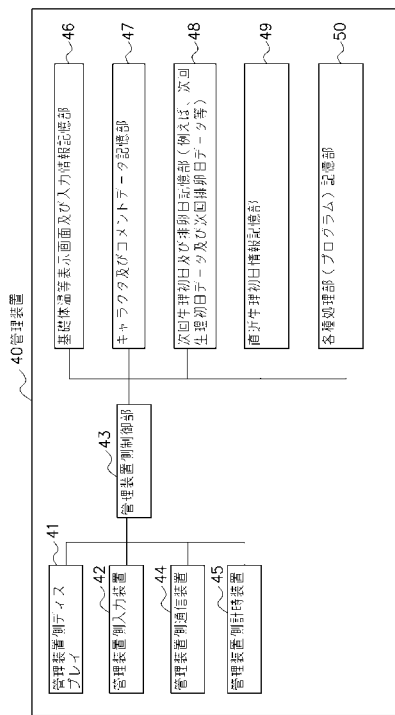 40管理装置
41
管理装置側ディス
プレイ
42
管理装置側入力装置
44
管理装置側通信装置
45
管理装置側計時装置
43
管理装置側制御部
46
基礎体温等表示画面及び入力情報記憶部
47
キャラクタ及びコメントデータ記憶部
48
次回生理初日及び排卵日記憶部(例えば、次回
生理初日データ及び次回排卵日データ等)
49
直近生理初日情報記憶部
50
各種処理部(プログラム)記憶部